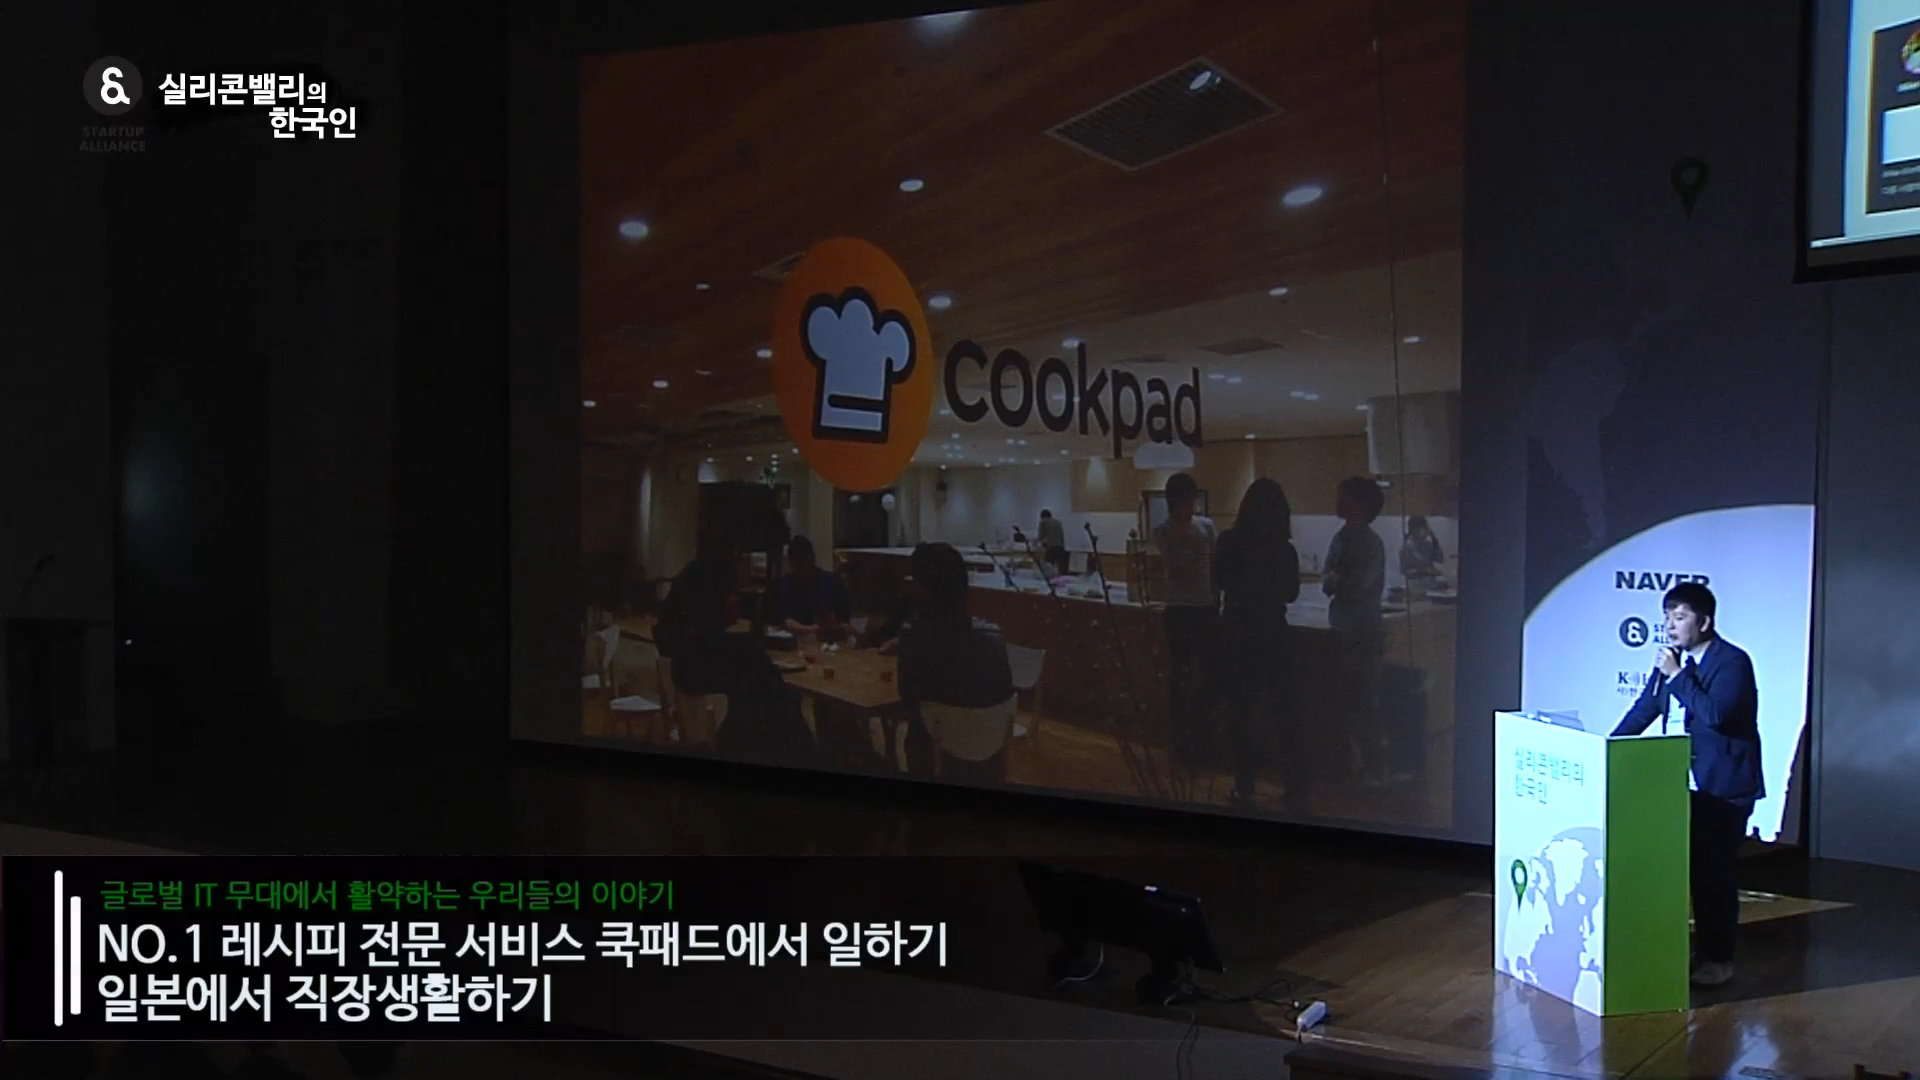 실리콘밸리의
한국인
STARTUP
ALLIANCE
cookpad
NAVER
실리콘밸리의
한국인
글로벌 IT 무대에서 활약하는 우리들의 이야기
NO.1 레시피 전문 서비스 쿡패드에서 일하기
일본에서 직장생활하기